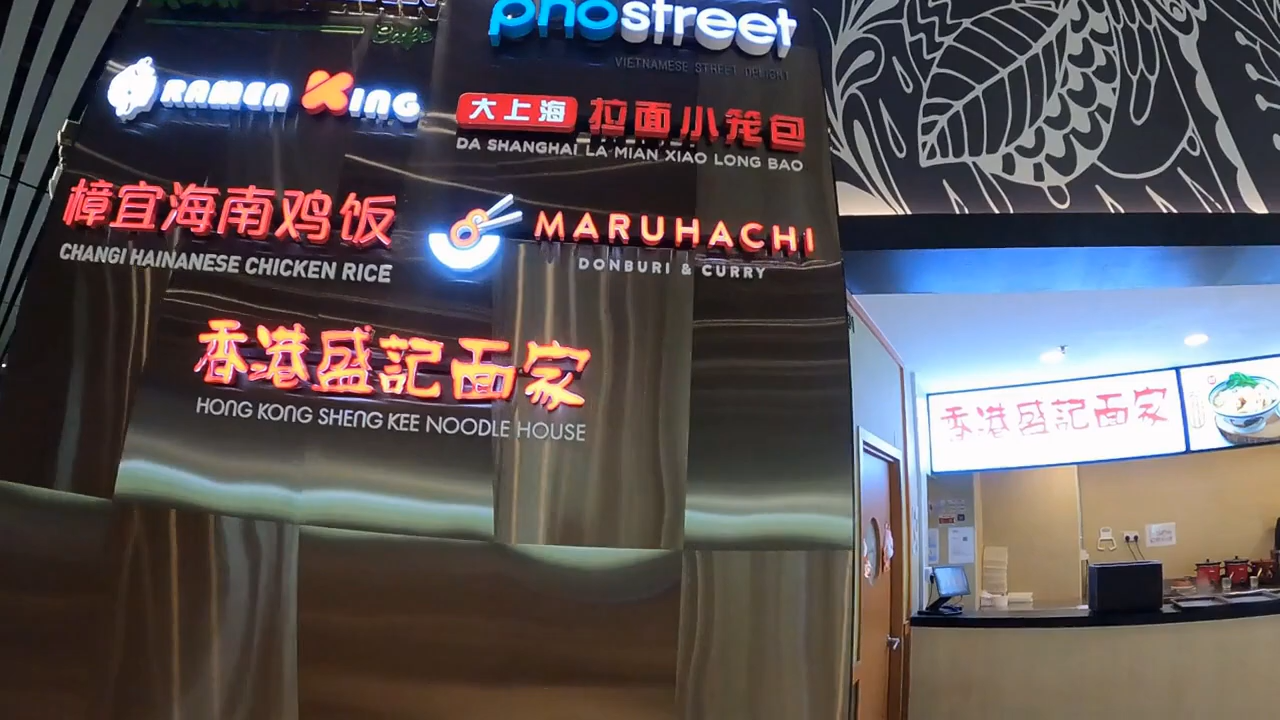 phostreet
VIETNAMESE STREET DELIGHT
RAMEN KING
大上海 拉面小笼包
DA SHANGHAI LA MIAN XIAO LONG BAO
樟宜海南鸡饭
CHANGI HAINANESE CHICKEN RICE
MARUHACHI
DONBURI & CURRY
香港盛記面家
HONG KONG SHENG KEE NOODLE HOUSE
香港盛記面家